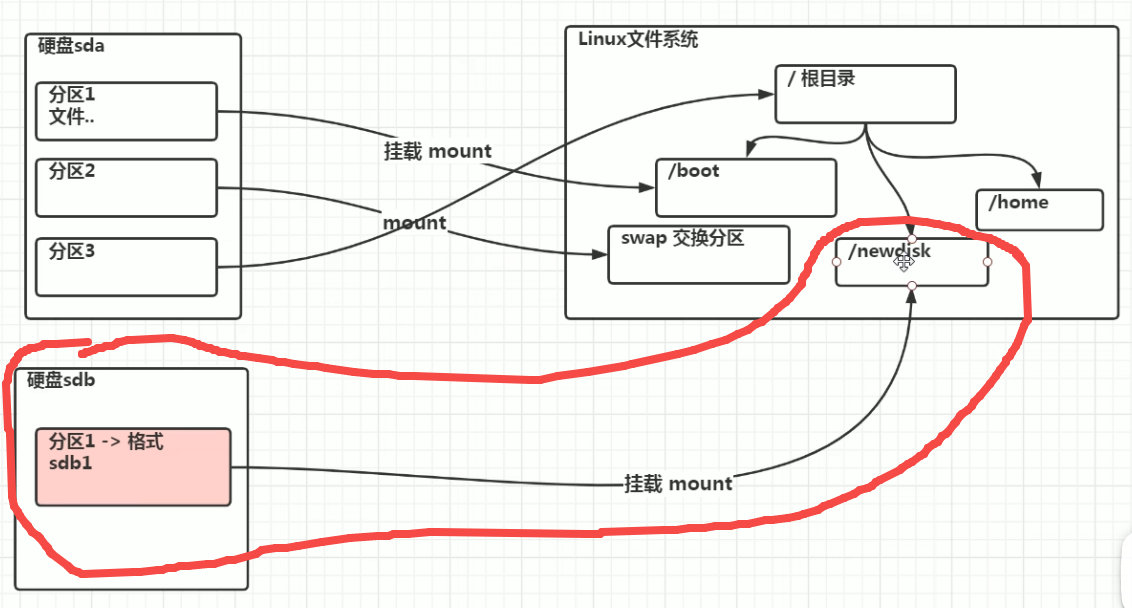 硬盘sda
分区1
文件..
分区2
分区3
挂载 mount
mount
Linux文件系统
/ 根目录
/boot
/home
swap 交换分区
/newdisk
硬盘sdb
分区1 -> 格式
sdb1
挂载 mount